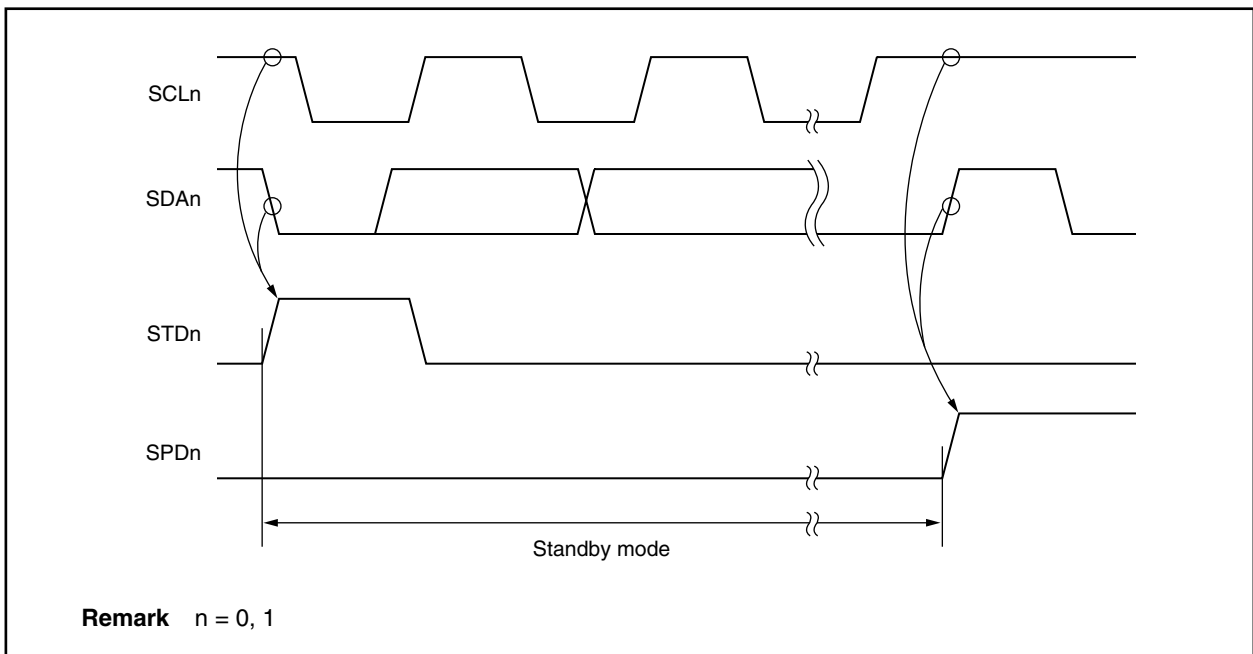 SCLn
SDAn
STDn
SPDn
Standby mode
Remark n = 0, 1